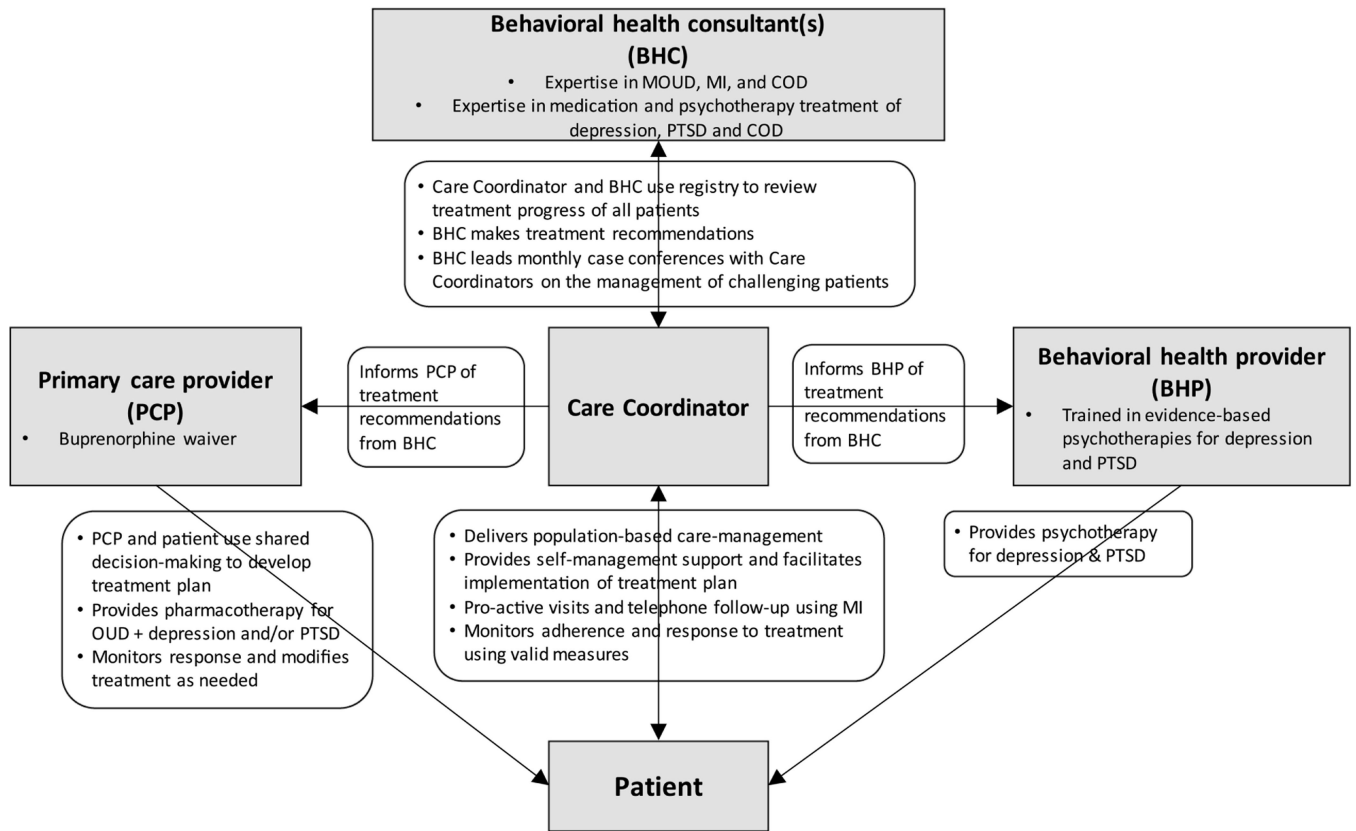 Behavioral health consultant(s)
(BHC)
• Expertise in MOUD, MI, and COD
• Expertise in medication and psychotherapy treatment of
depression, PTSD and COD
• Care Coordinator and BHC use registry to review
treatment progress of all patients
• BHC makes treatment recommendations
• BHC leads monthly case conferences with Care
Coordinators on the management of challenging patients
Primary care provider
(PCP)
• Buprenorphine waiver
Informs PCP of
treatment
recommendations
from BHC
Care Coordinator
Informs BHP of
treatment
recommendations
from BHC
Behavioral health provider
(BHP)
• Trained in evidence-based
psychotherapies for depression
and PTSD
• PCP and patient use shared
decision-making to develop
treatment plan
• Provides pharmacotherapy for
OUD + depression and/or PTSD
• Monitors response and modifies
treatment as needed
• Delivers population-based care-management
• Provides self-management support and facilitates
implementation of treatment plan
• Pro-active visits and telephone follow-up using MI
• Monitors adherence and response to treatment
using valid measures
• Provides psychotherapy
for depression & PTSD
Patient